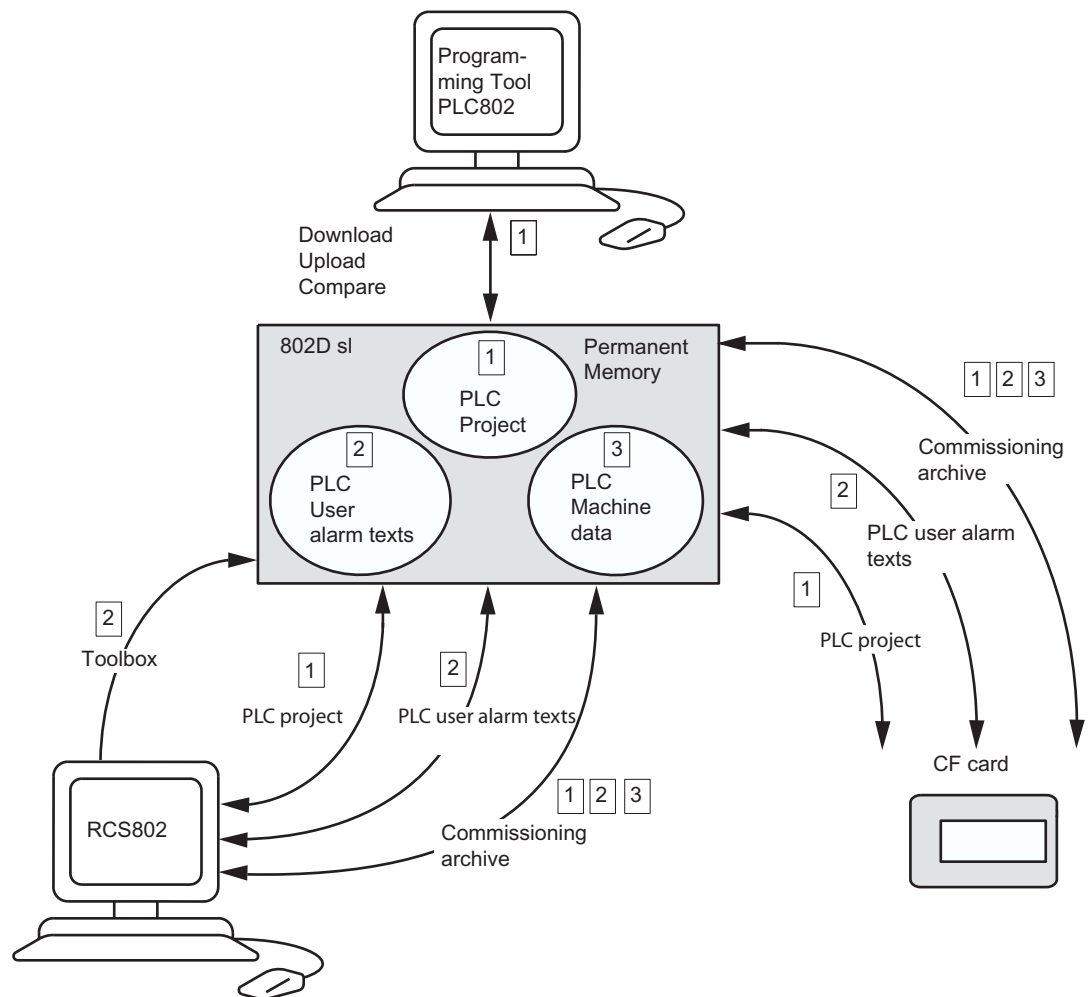 Program-
ming Tool
PLC802
Download
Upload
Compare
1
802D sl
Permanent
Memory
1
PLC
Project
2
PLC
User
alarm texts
3
PLC
Machine
data
1 2 3
Commissioning
archive
2
PLC user alarm
texts
1
PLC project
2
Toolbox
1
PLC project
2
PLC user alarm texts
1 2 3
Commissioning
archive
RCS802
CF card